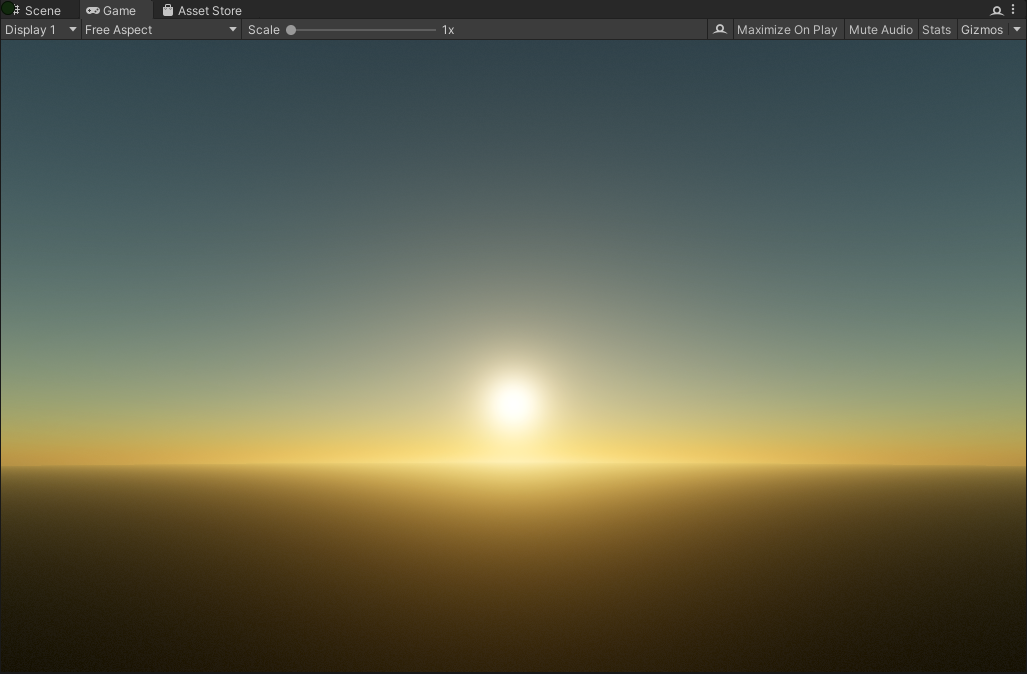 Scene Game Asset Store
Display 1 Free Aspect Scale 1x Maximize On Play Mute Audio Stats Gizmos